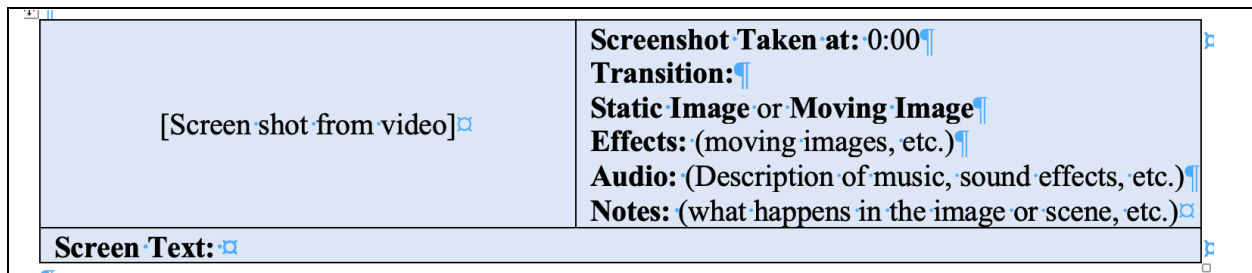 [Screen shot from video]
Screenshot Taken at: 0:00
Transition:
Static Image or Moving Image
Effects: (moving images, etc.)
Audio: (Description of music, sound effects, etc.)
Notes: (what happens in the image or scene, etc.)
Screen Text: